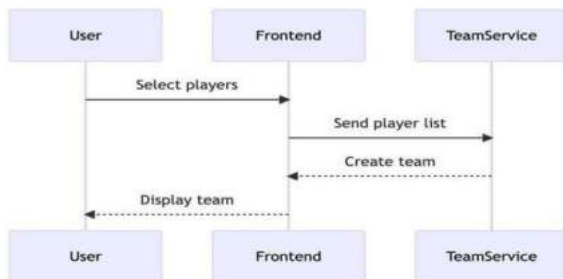 User Frontend TeamService
Select players
Send player list
Create team
Display team
User Frontend TeamService